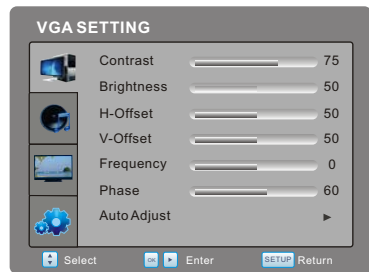 VGA SETTING
Contrast 75
Brightness 50
H-Offset 50
V-Offset 50
Frequency 0
Phase 60
Auto Adjust
Select OK Enter SETUP Return